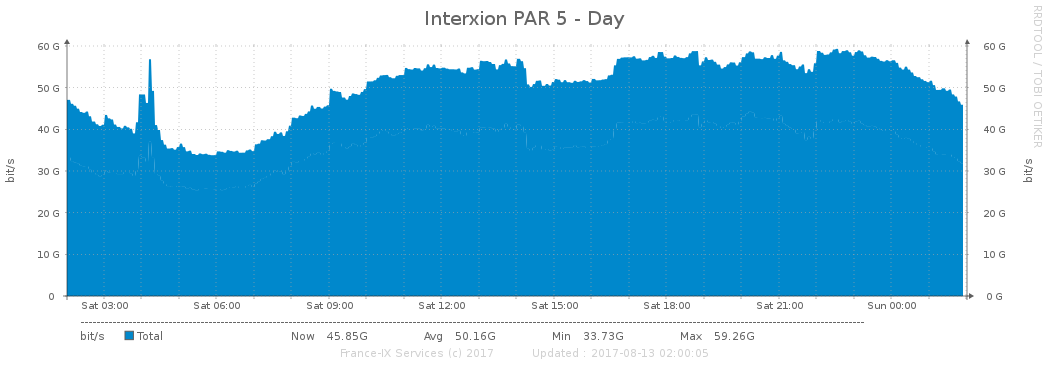 Interxion PAR 5 - Day
RRDTOOL / TOBI OETIKER
60 G 60 G
50 G 50 G
40 G 40 G
30 G 30 G
20 G 20 G
10 G 10 G
0 0 G
bit/s bit/s
Sat 03:00 Sat 06:00 Sat 09:00 Sat 12:00 Sat 15:00 Sat 18:00 Sat 21:00 Sun 00:00
bit/s Total Now 45.85G Avg 50.16G Min 33.73G Max 59.26G
France-IX Services (c) 2017 Updated : 2017-08-13 02:00:05